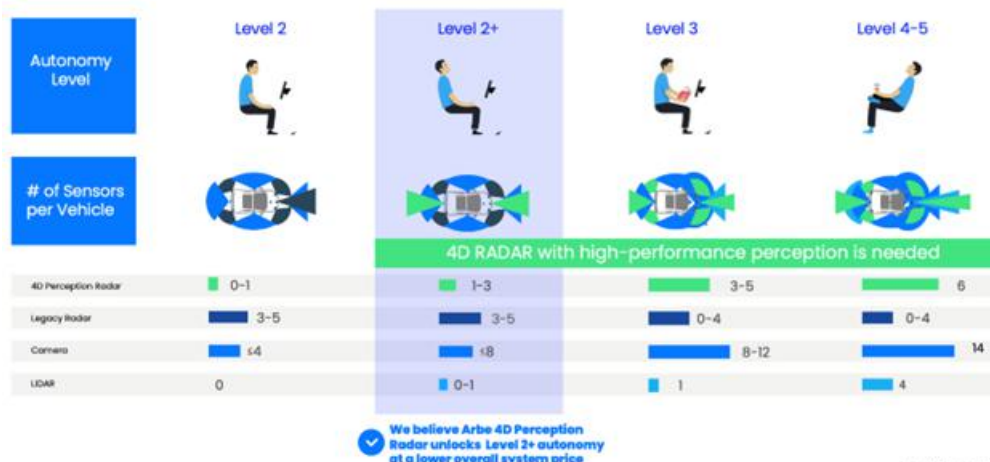 Level 2
Level 2+
Level 3
Level 4-5
Autonomy
Level
# of Sensors
per Vehicle
4D RADAR with high-performance perception is needed
4D Perception Radar
0-1
1-3
3-5
6
Legacy Radar
3-5
3-5
0-4
0-4
Camera
≤4
≤8
8-12
14
LiDAR
0
0-1
1
4
We believe Arbe 4D Perception
Radar unlocks Level 2+ autonomy
at a lower overall system price